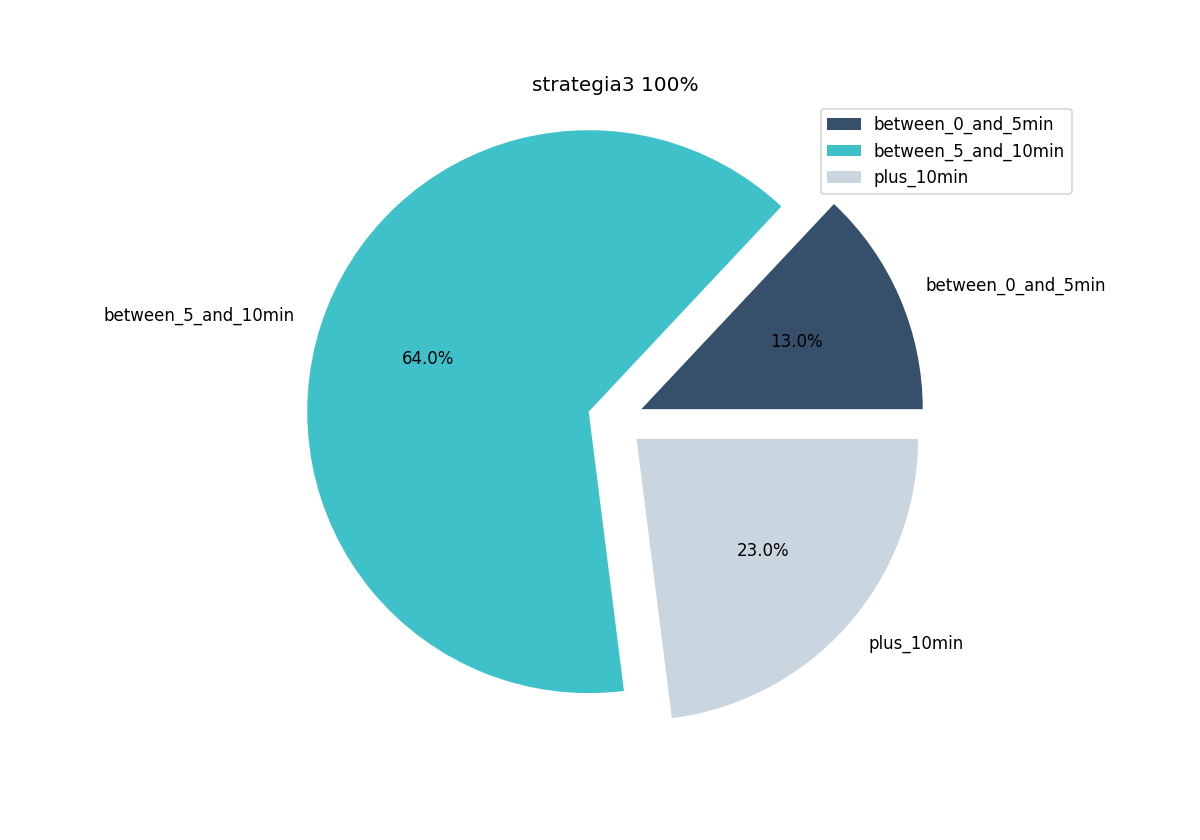 strategia3 100%
between_0_and_5min
between_5_and_10min
plus_10min
between_0_and_5min
between_5_and_10min
13.0%
64.0%
23.0%
plus_10min